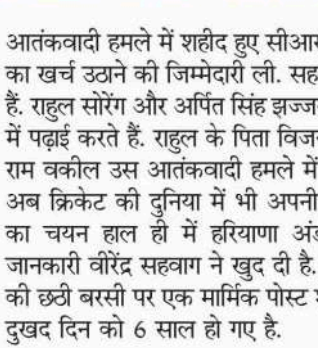 आतंकवादी हमले में शहीद हुए सीआर
का खर्च उठाने की जिम्मेदारी ली. सह
हैं. राहुल सोरेंग और अर्पित सिंह झज्ज
में पढ़ाई करते हैं. राहुल के पिता विज
राम वकील उस आतंकवादी हमले में
अब क्रिकेट की दुनिया में भी अपनी
का चयन हाल ही में हरियाणा अंड
जानकारी वीरेंद्र सहवाग ने खुद दी है.
की छठी बरसी पर एक मार्मिक पोस्ट
दुखद दिन को 6 साल हो गए है.